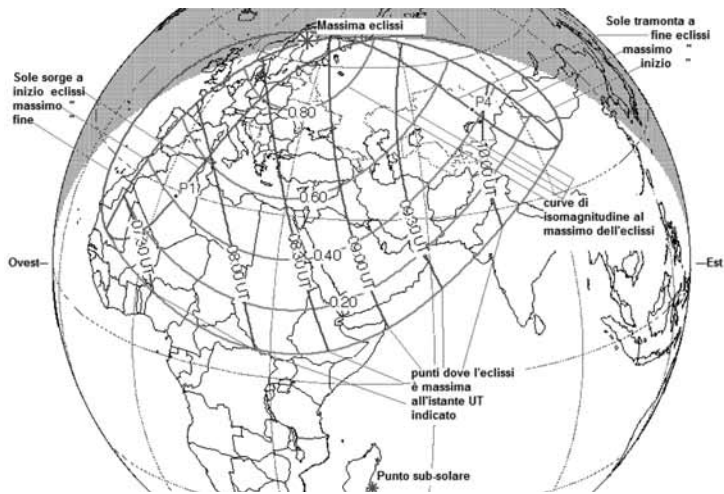 Massima eclissi
Sole tramonta a
fine eclissi
massimo "
inizio "
Sole sorge a
inizio eclissi
massimo "
fine "
P4
0.80
P1
10:00 UT
0.60
curve di
isomagnitudine al
massimo dell'eclissi
Ovest
Est
07:30 UT
08:00 UT
08:30 UT
09:00 UT
09:30 UT
0.40
0.20
punti dove l'eclissi
è massima
all'istante UT
indicato
Punto sub-solare